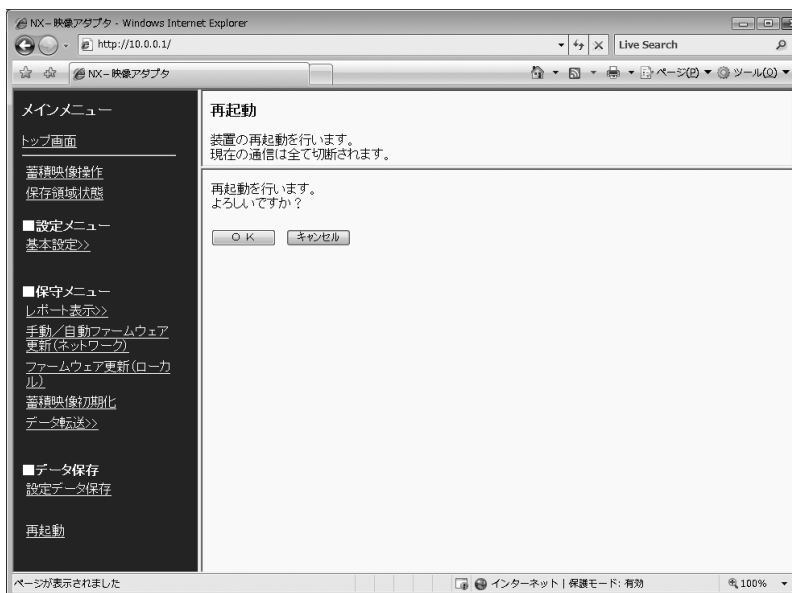 NX-映像アダプタ - Windows Internet Explorer
http://10.0.0.1/
Live Search
NX-映像アダプタ
ページ(P)
ツール(O)
メインメニュー
トップ画面
蓄積映像操作
保存領域状態
■設定メニュー
基本設定>>
■保守メニュー
レポート表示>>
手動／自動ファームウェア
更新(ネットワーク)
ファームウェア更新(ローカ
ル)
蓄積映像初期化
データ転送>>
■データ保存
設定データ保存
再起動
再起動
装置の再起動を行います。
現在の通信は全て切断されます。
再起動を行います。
よろしいですか？
ＯＫ
キャンセル
ページが表示されました
インターネット | 保護モード: 有効
100%